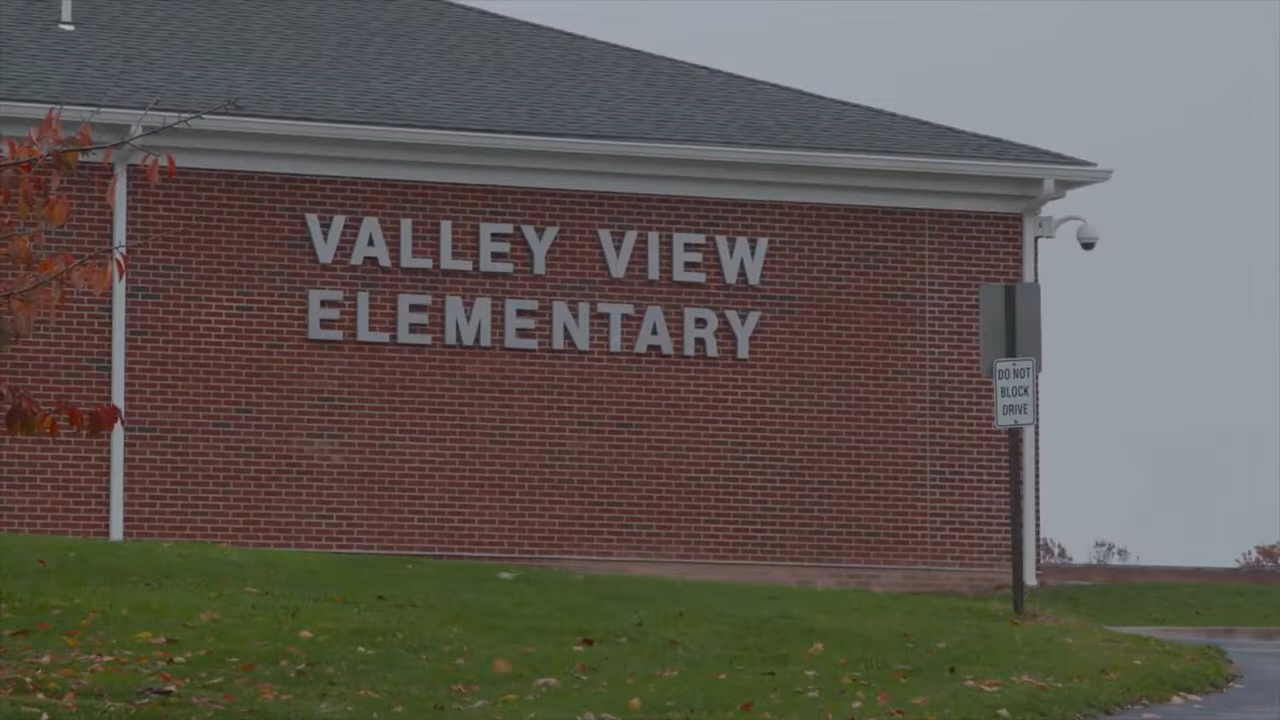 VALLEY VIEW
ELEMENTARY
DO NOT
BLOCK
DRIVE